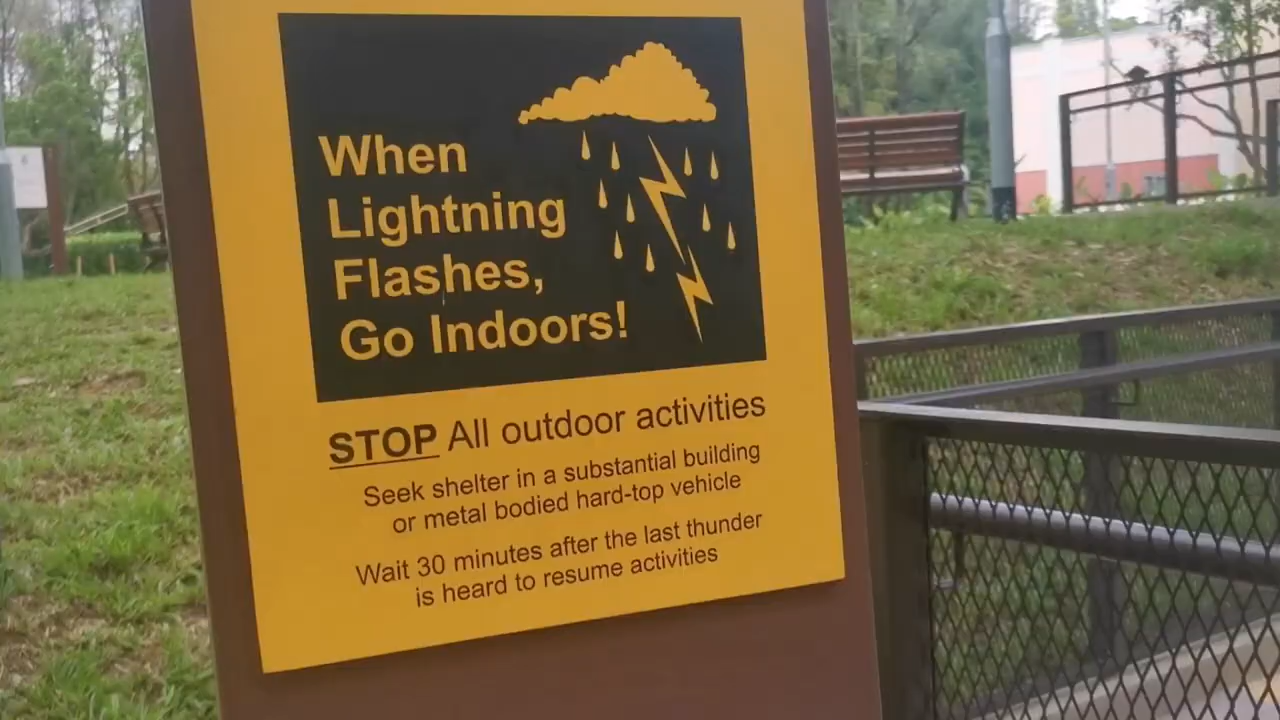 When
Lightning
Flashes,
Go Indoors!
STOP All outdoor activities
Seek shelter in a substantial building
or metal bodied hard-top vehicle
Wait 30 minutes after the last thunder
is heard to resume activities